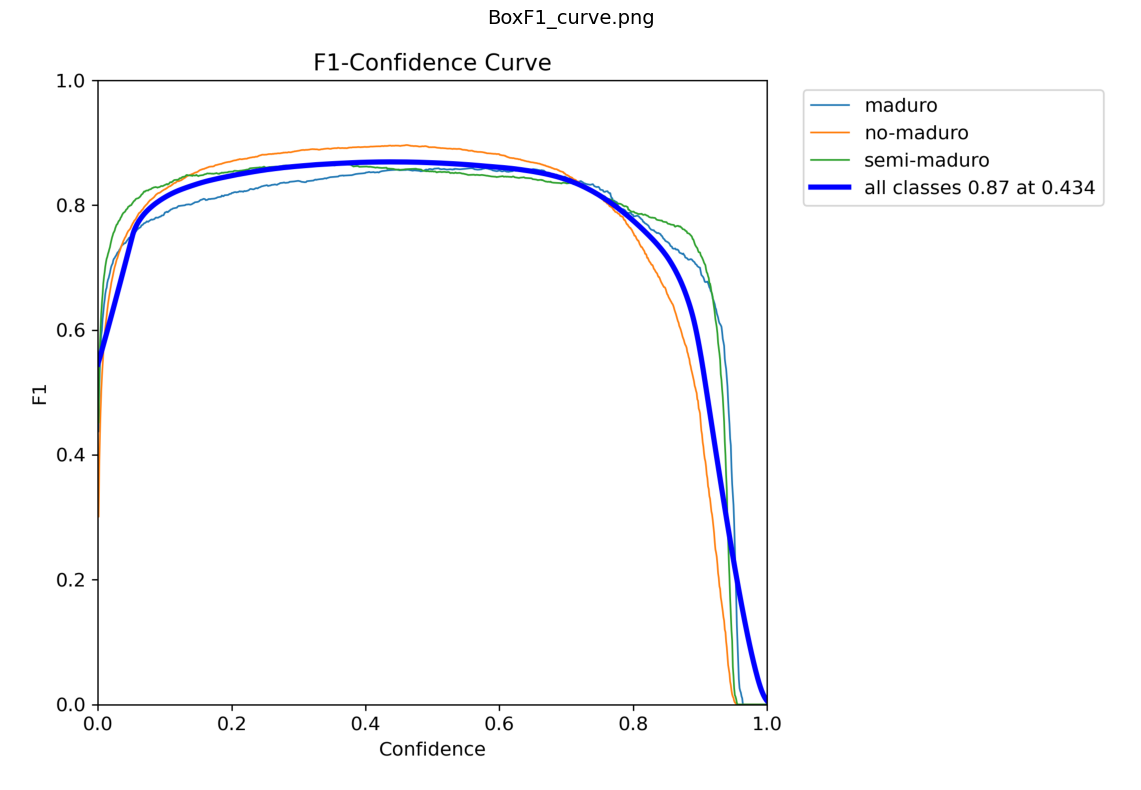 BoxF1_curve.png
F1-Confidence Curve
1.0
0.8
0.6
0.4
0.2
0.0
F1
0.0 0.2 0.4 0.6 0.8 1.0
Confidence
maduro
no-maduro
semi-maduro
all classes 0.87 at 0.434